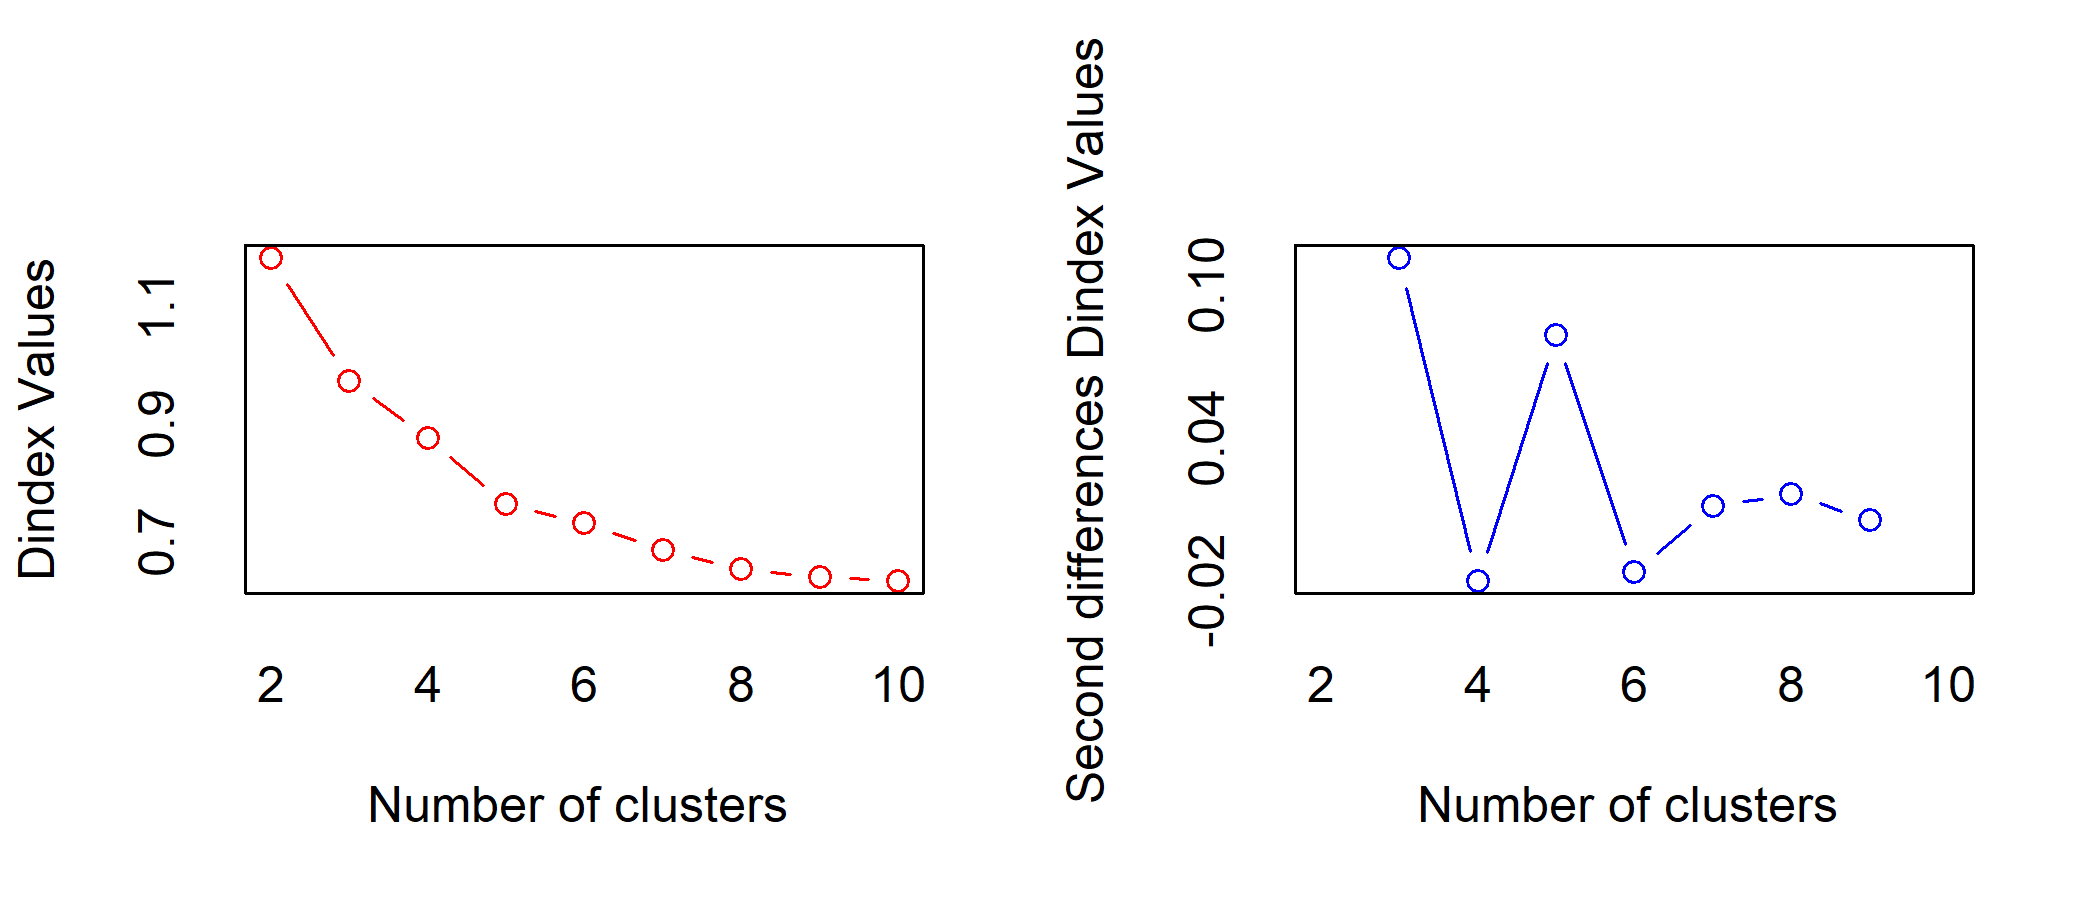 Dindex Values
1.1
0.9
0.7
2 4 6 8 10
Number of clusters
Second differences Dindex Values
0.10
0.04
-0.02
2 4 6 8 10
Number of clusters